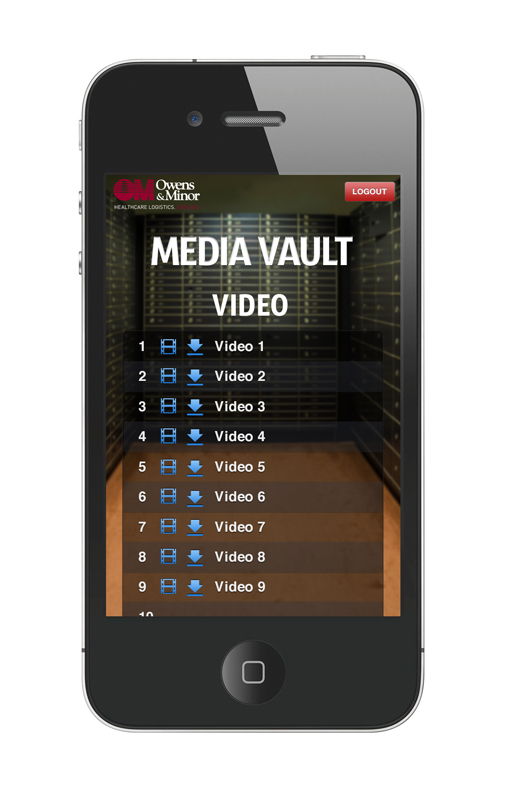 OM Owens
&Minor
HEALTHCARE LOGISTICS.
LOGOUT
MEDIA VAULT
VIDEO
1 Video 1
2 Video 2
3 Video 3
4 Video 4
5 Video 5
6 Video 6
7 Video 7
8 Video 8
9 Video 9
10